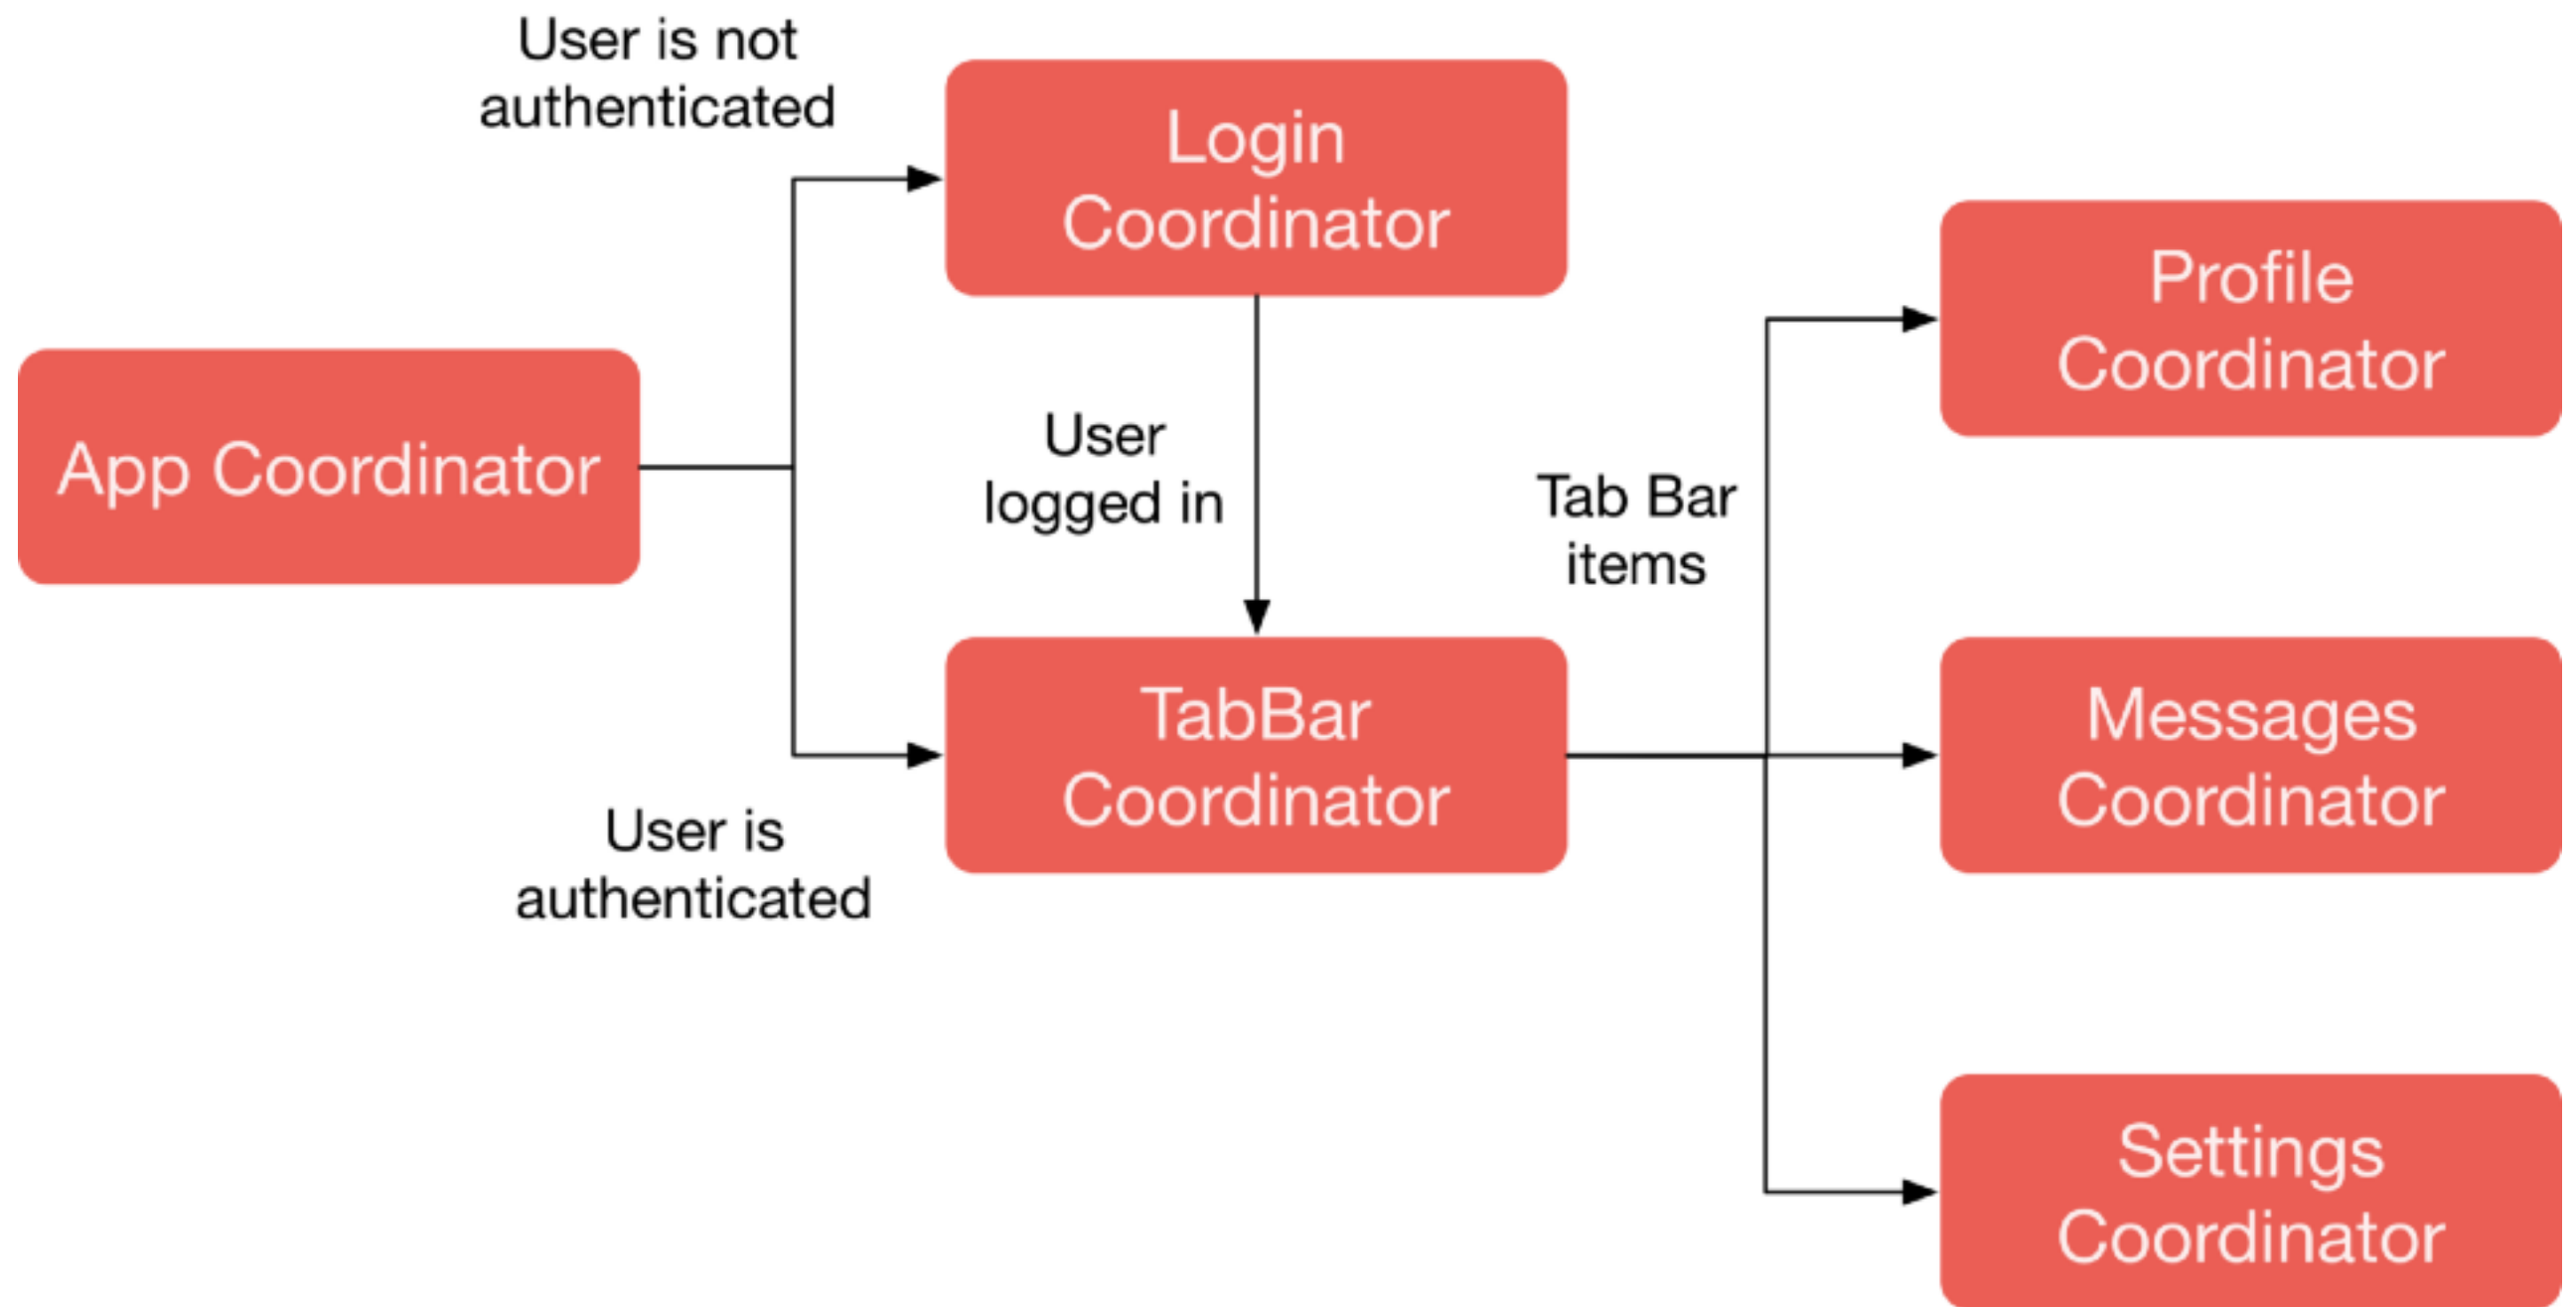 User is not
authenticated
Login
Coordinator
Profile
Coordinator
App Coordinator
User
logged in
Tab Bar
items
TabBar
Coordinator
Messages
Coordinator
User is
authenticated
Settings
Coordinator